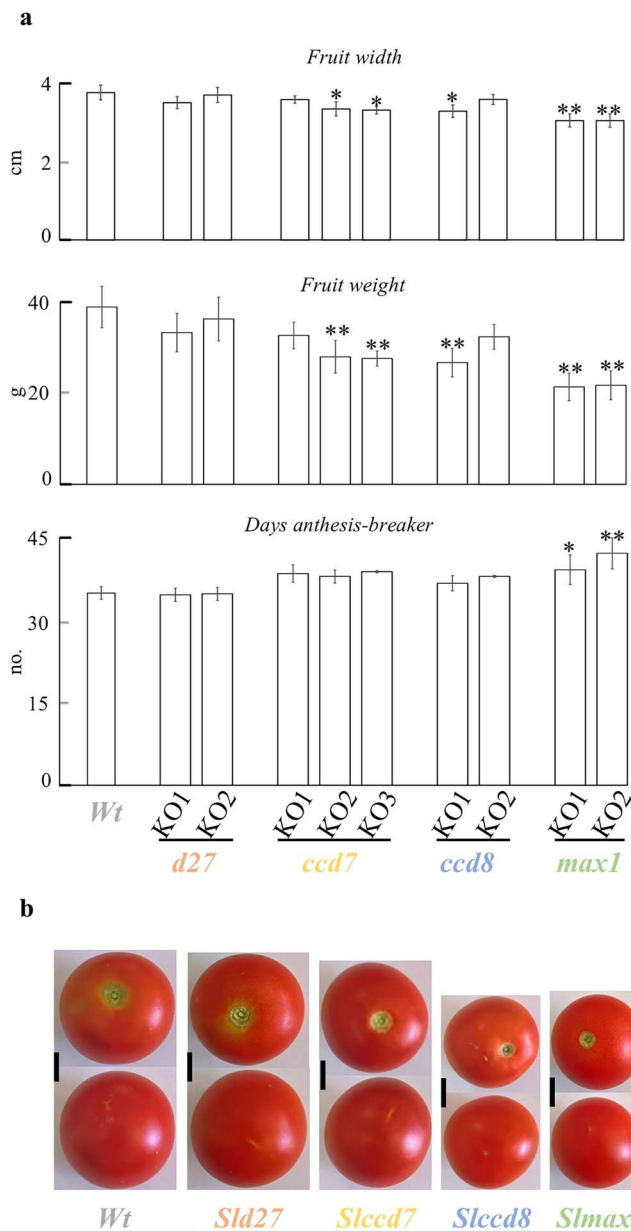 a
Fruit width
4
cm
2
0
* * * ** **
Fruit weight
40
g
20
0
** ** ** ** **
Days anthesis-breaker
45
30
no.
15
0
* **
Wt KO1 KO2 KO1 KO2 KO3 KO1 KO2 KO1 KO2
d27 ccd7 ccd8 max1
b
Wt Sld27 Slccd7 Slccd8 Slmax